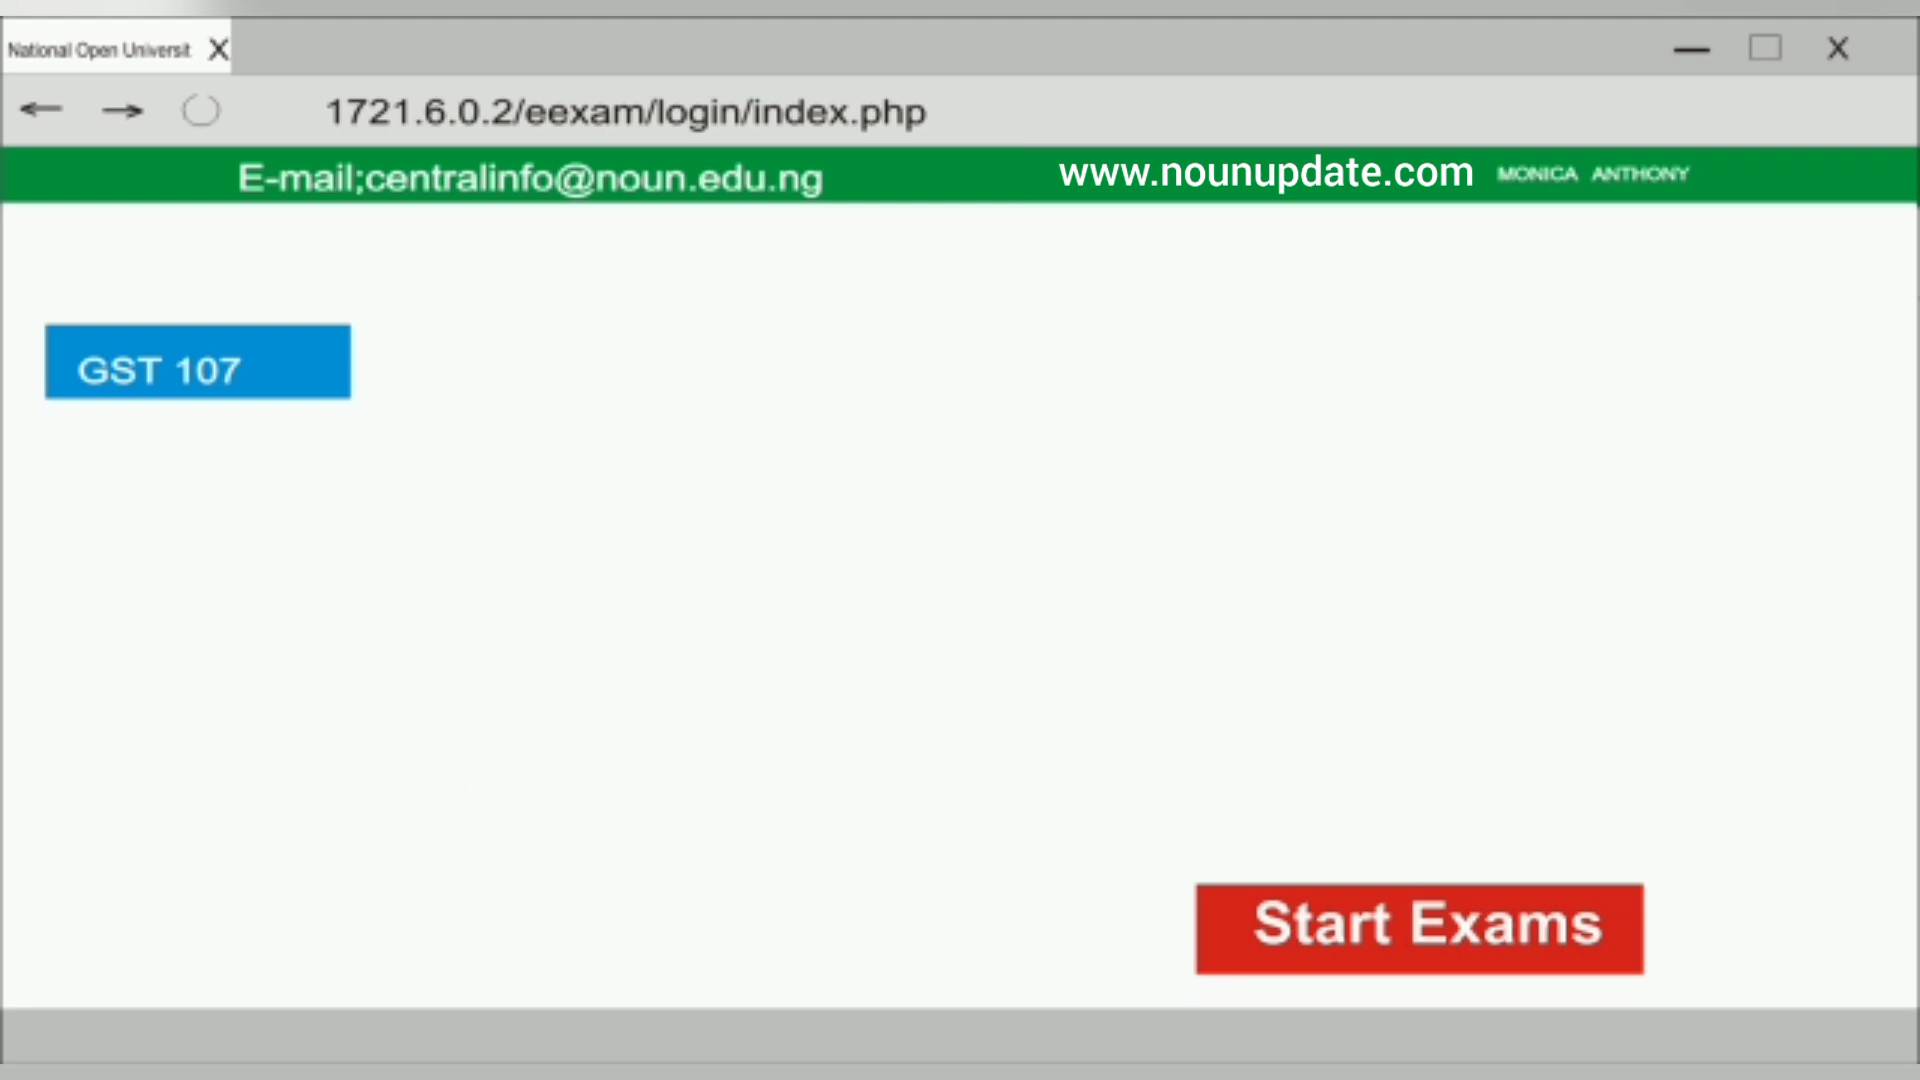 National Open Universit X
1721.6.0.2/eexam/login/index.php
E-mail;centralinfo@noun.edu.ng www.nounupdate.com MONICA ANTHONY
GST 107
Start Exams